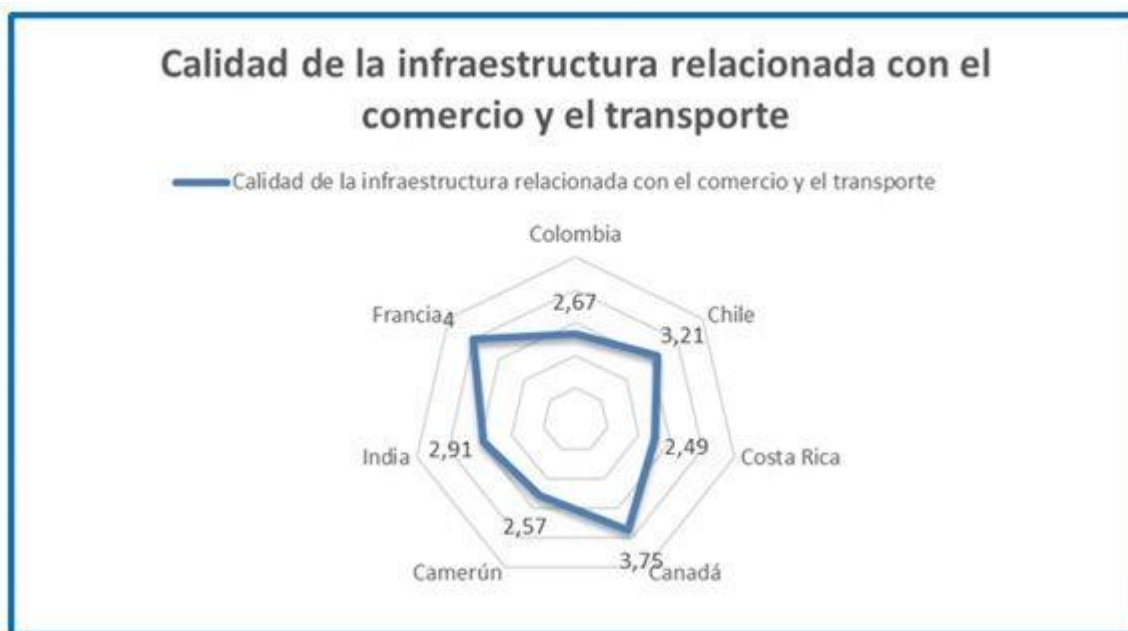 Calidad de la infraestructura relacionada con el
comercio y el transporte
Calidad de la infraestructura relacionada con el comercio y el transporte
Colombia
2,67
Francia
4
Chile
3,21
India
2,91
2,49
Costa Rica
2,57
Camerún
3,75
Canadá